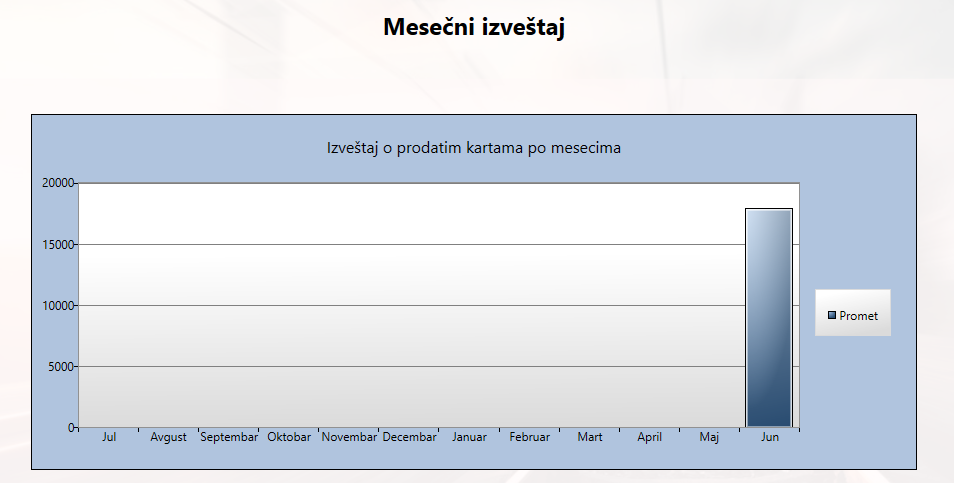 Mesečni izveštaj
Izveštaj o prodatim kartama po mesecima
20000
15000
10000
5000
0
Jul Avgust Septembar Oktobar Novembar Decembar Januar Februar Mart April Maj Jun
Promet